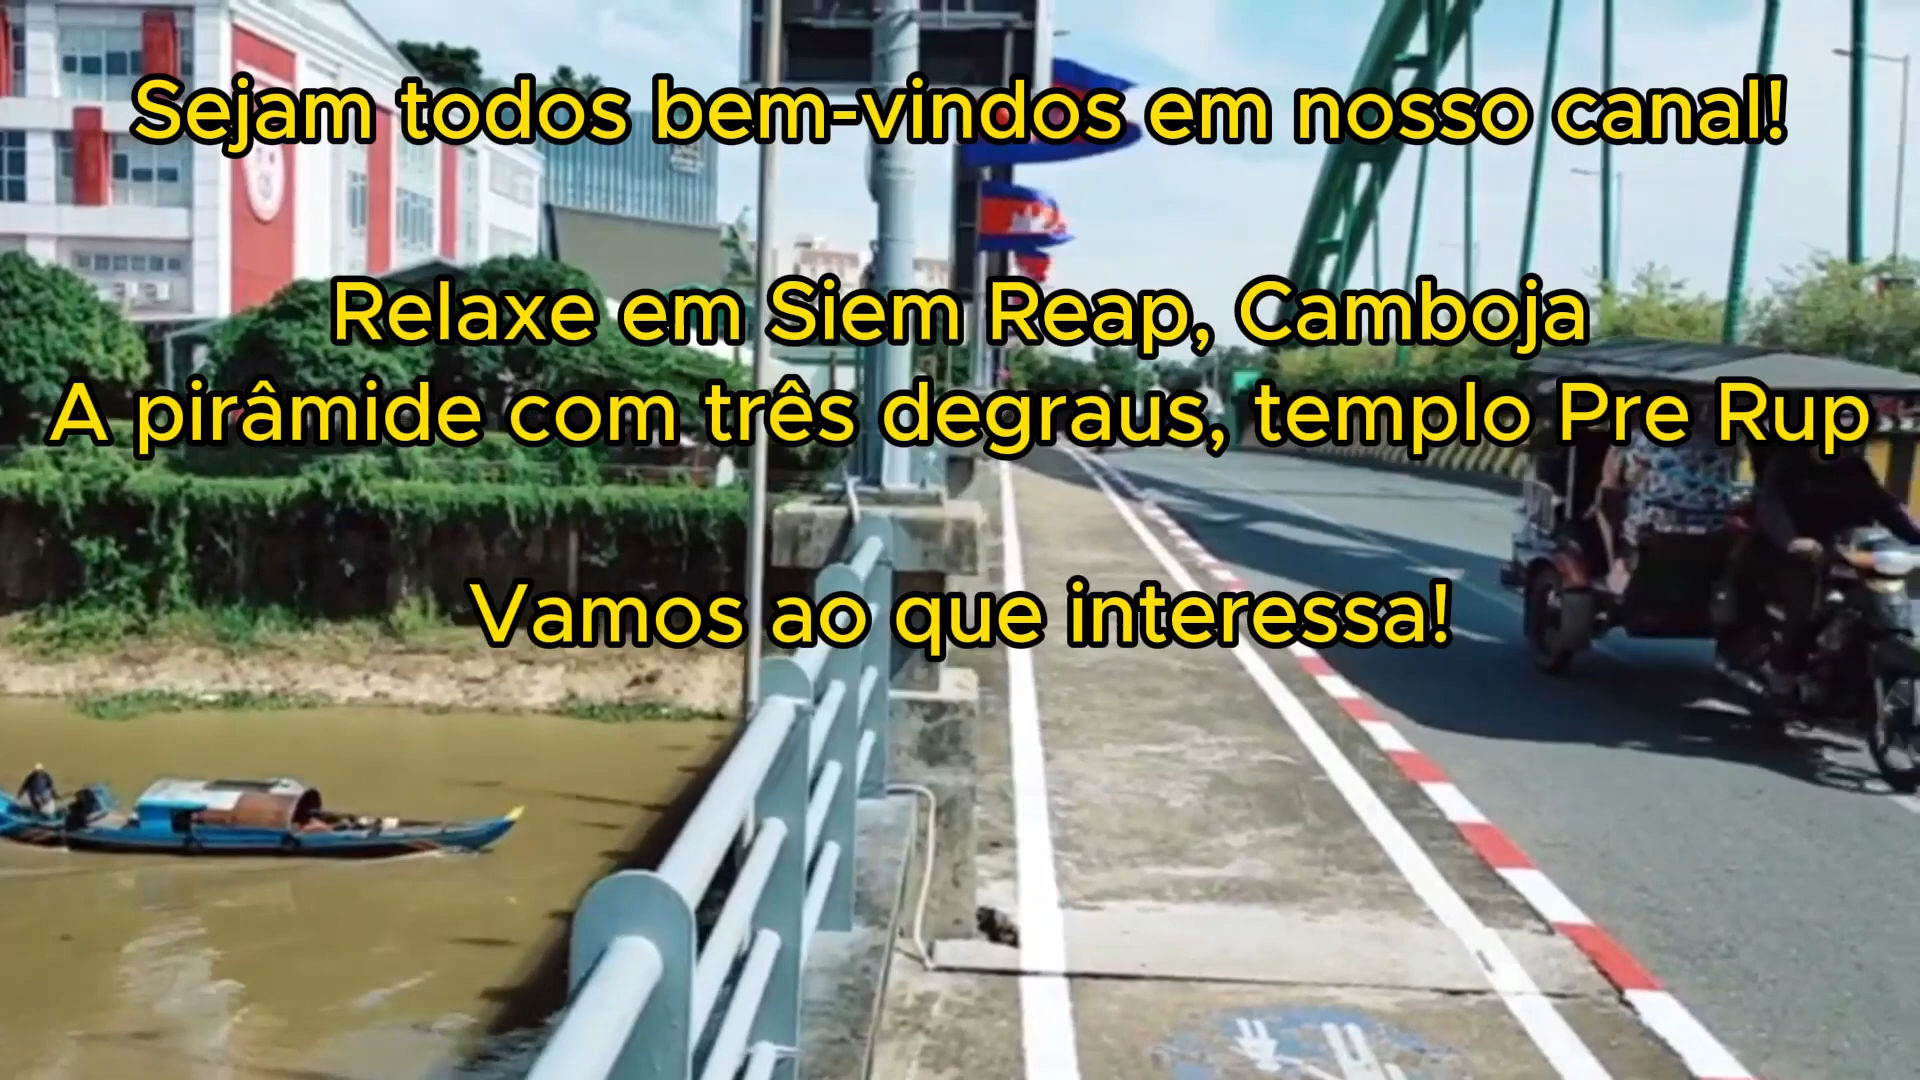 Sejam todos bem-vindos em nosso canal!
Relaxe em Siem Reap, Camboja
A pirâmide com três degraus, templo Pre Rup
Vamos ao que interessa!